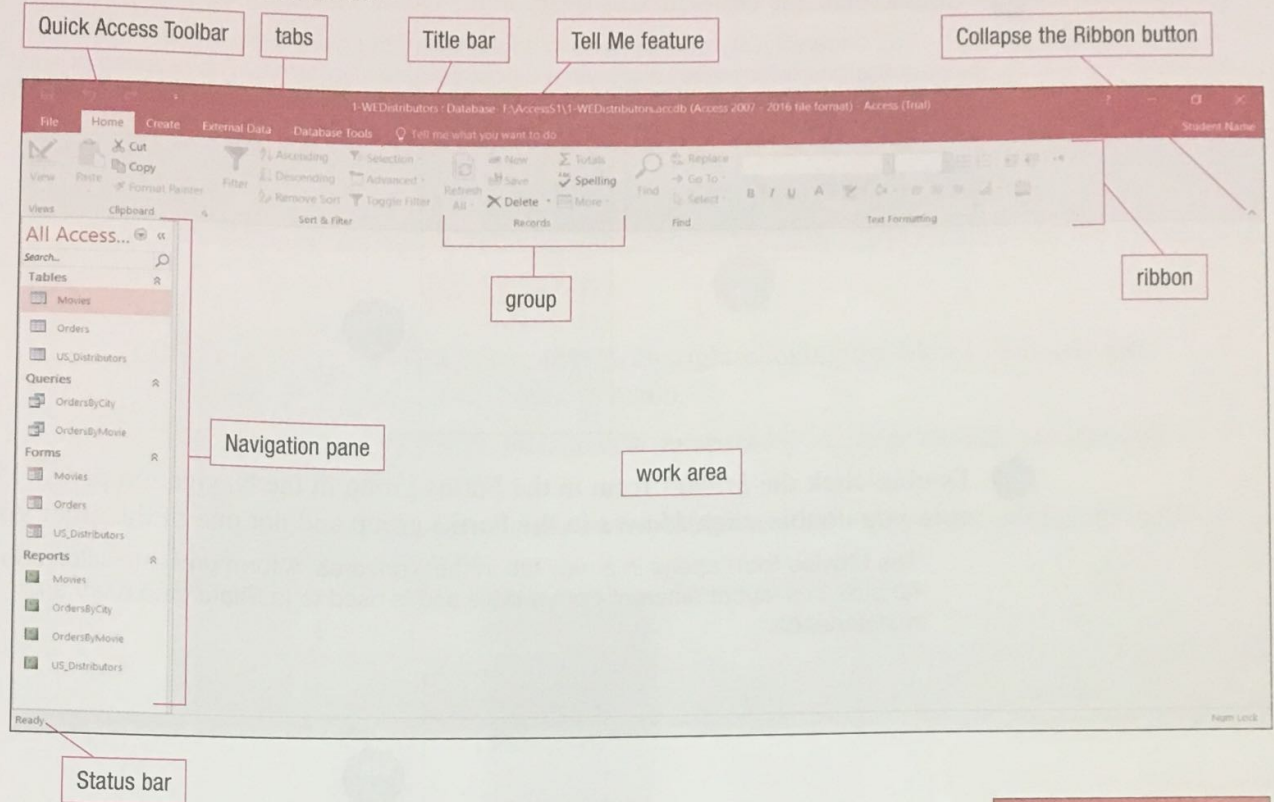 Quick Access Toolbar
tabs
Title bar
Tell Me feature
Collapse the Ribbon button
1-WEDistributors : Database- F:\AccessS1\1-WEDistributors.accdb (Access 2007 - 2016 file format) - Access (Trial)
File Home Create External Data Database Tools Tell me what you want to do Student Name
View
Paste
Cut
Copy
Format Painter
Filter
Ascending
Descending
Remove Sort
Selection
Advanced
Toggle Filter
Refresh
All
New
Save
Delete
Totals
Spelling
More
Find
Replace
Go To
Select
B I U A
Views Clipboard Sort & Filter Records Find Text Formatting
group
ribbon
All Access...
Search...
Tables
Movies
Orders
US_Distributors
Queries
OrdersByCity
OrdersByMovie
Forms
Movies
Orders
US_Distributors
Reports
Movies
OrdersByCity
OrdersByMovie
US_Distributors
Navigation pane
work area
Ready
Num Lock
Status bar